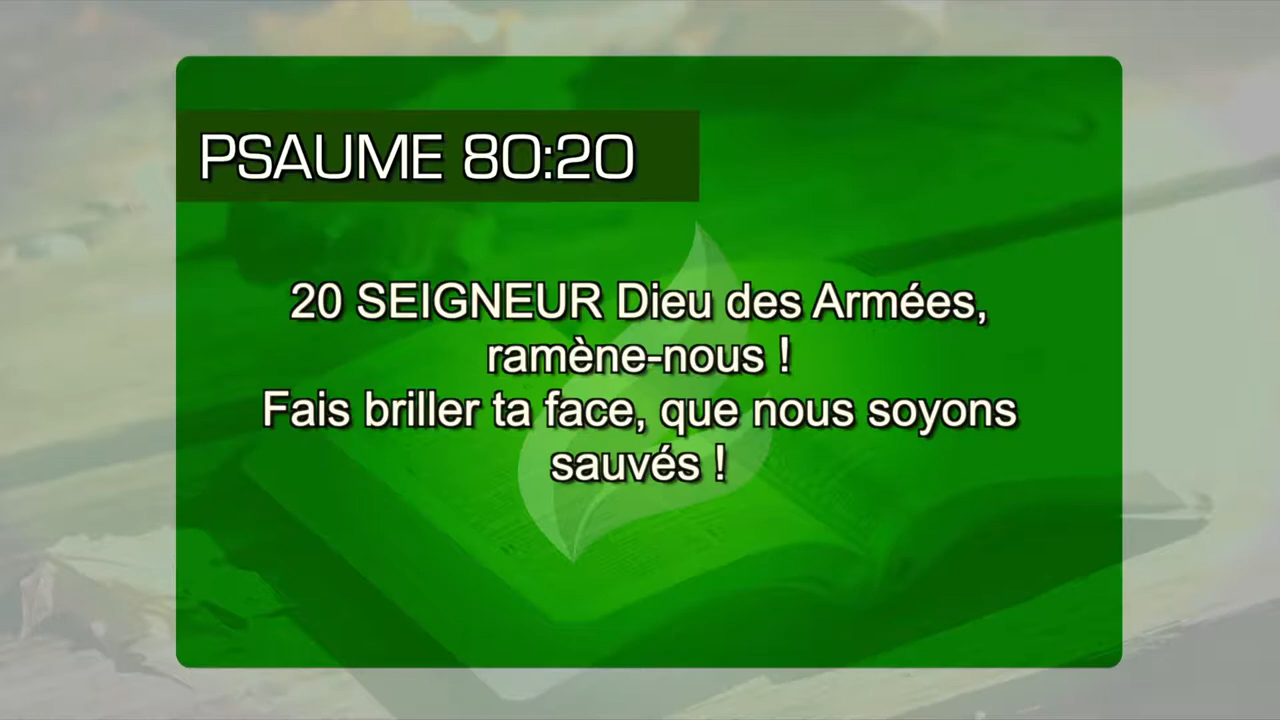 PSAUME 80:20
20 SEIGNEUR Dieu des Armées,
ramène-nous !
Fais briller ta face, que nous soyons
sauvés !